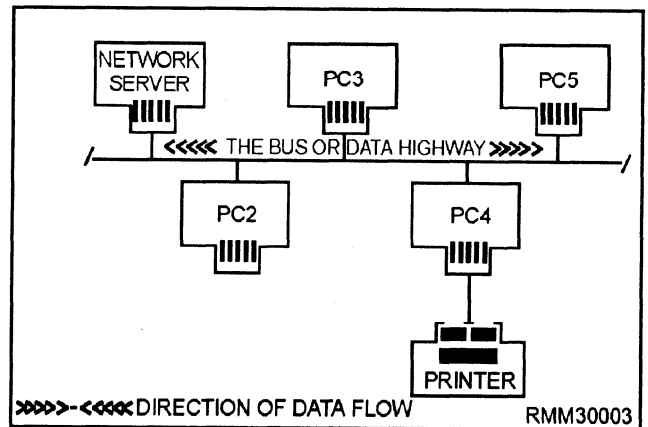 NETWORK
SERVER
PC3
PC5
<<<<< THE BUS OR DATA HIGHWAY >>>>>
PC2
PC4
PRINTER
>>>>>-<<<<< DIRECTION OF DATA FLOW
RMM30003